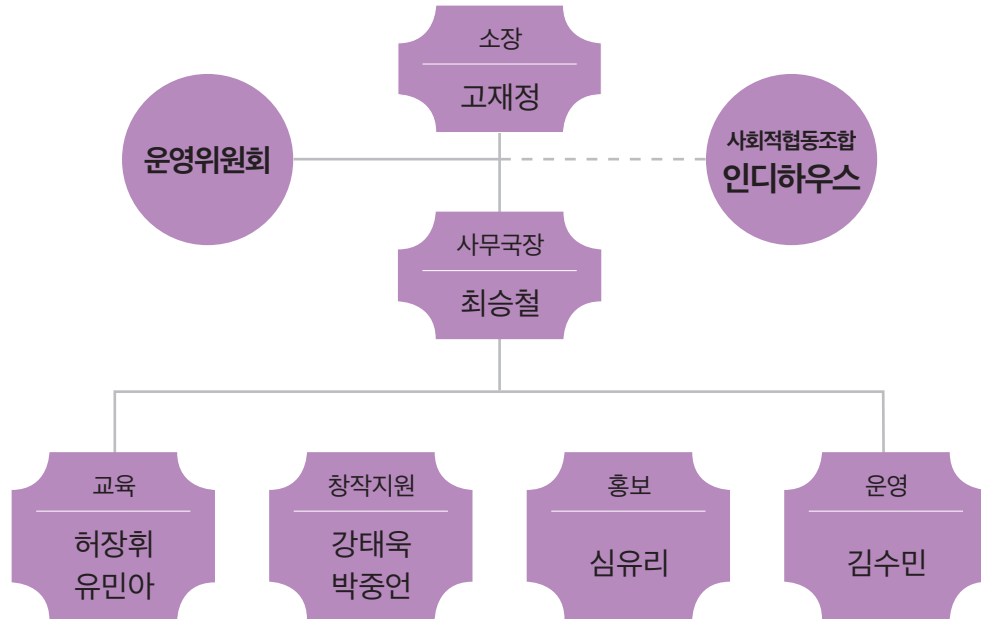 소장
고재정
운영위원회
사회적협동조합
인디하우스
사무국장
최승철
교육
허장휘
유민아
창작지원
강태욱
박중언
홍보
심유리
운영
김수민